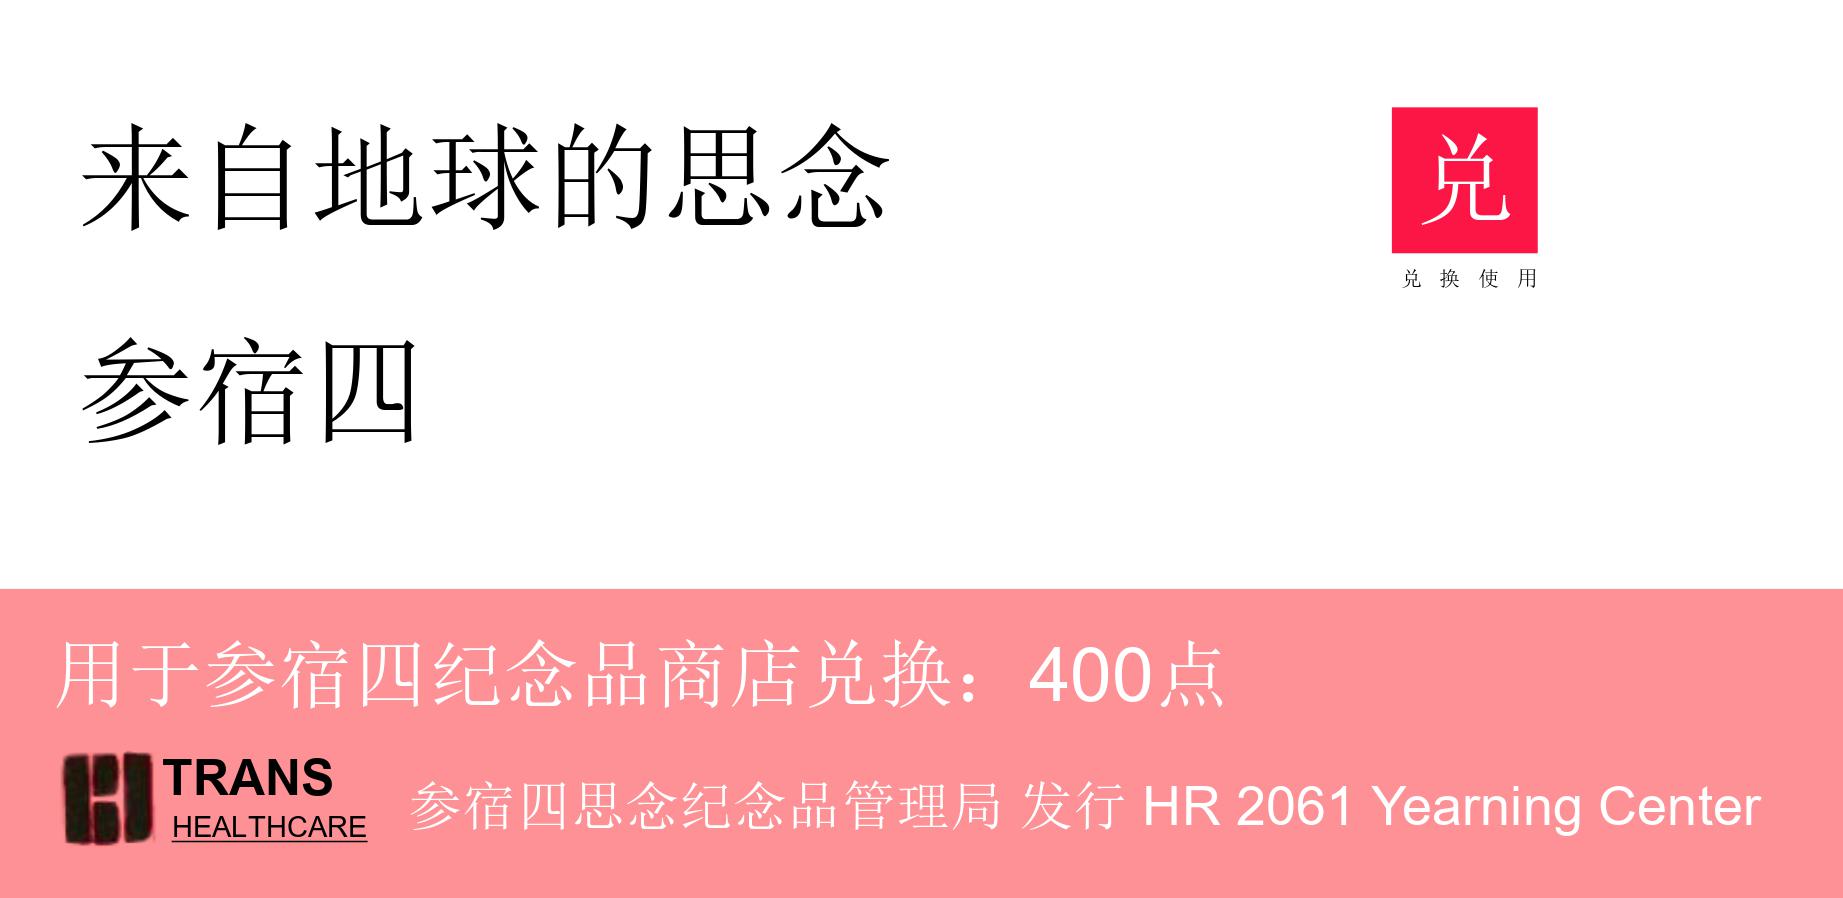 来自地球的思念
兑
兑换使用
参宿四
用于参宿四纪念品商店兑换：400点
TRANS
HEALTHCARE
参宿四思念纪念品管理局 发行 HR 2061 Yearning Center